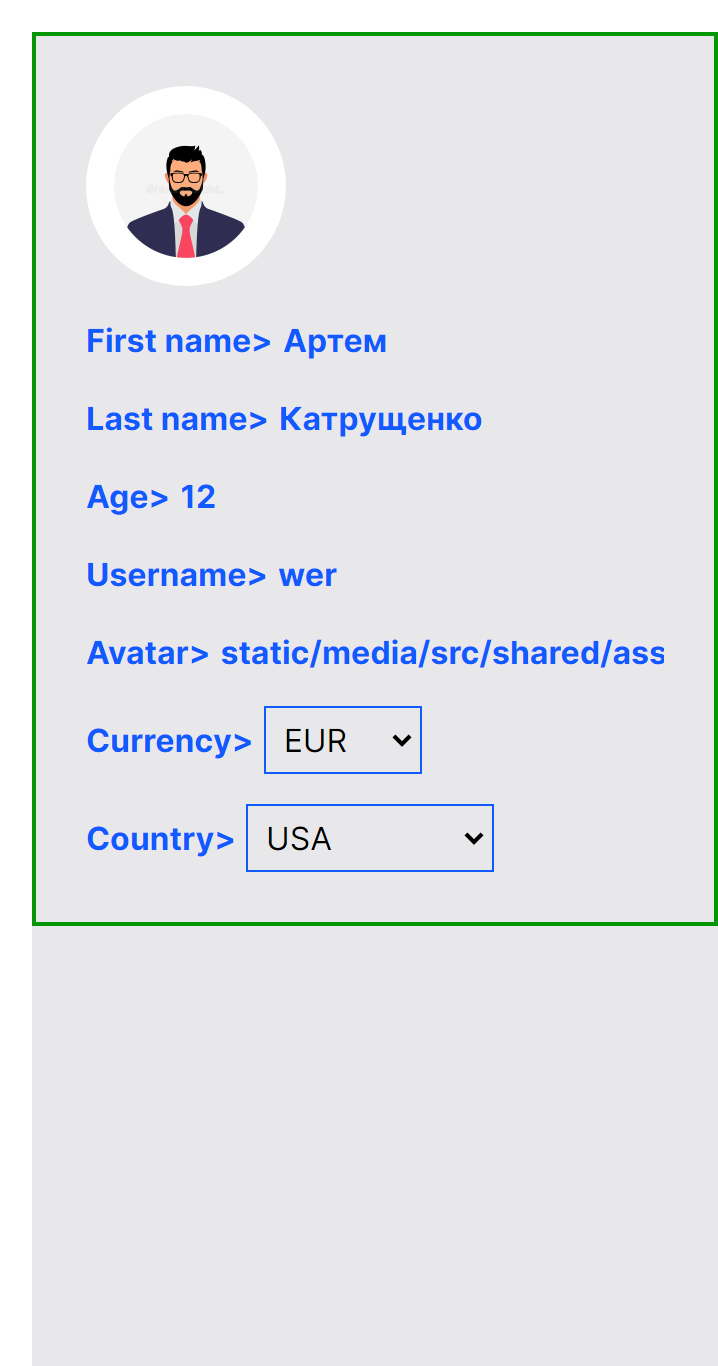 First name> Артем
Last name> Катрущенко
Age> 12
Username> wer
Avatar> static/media/src/shared/ass
Currency> EUR
Country> USA